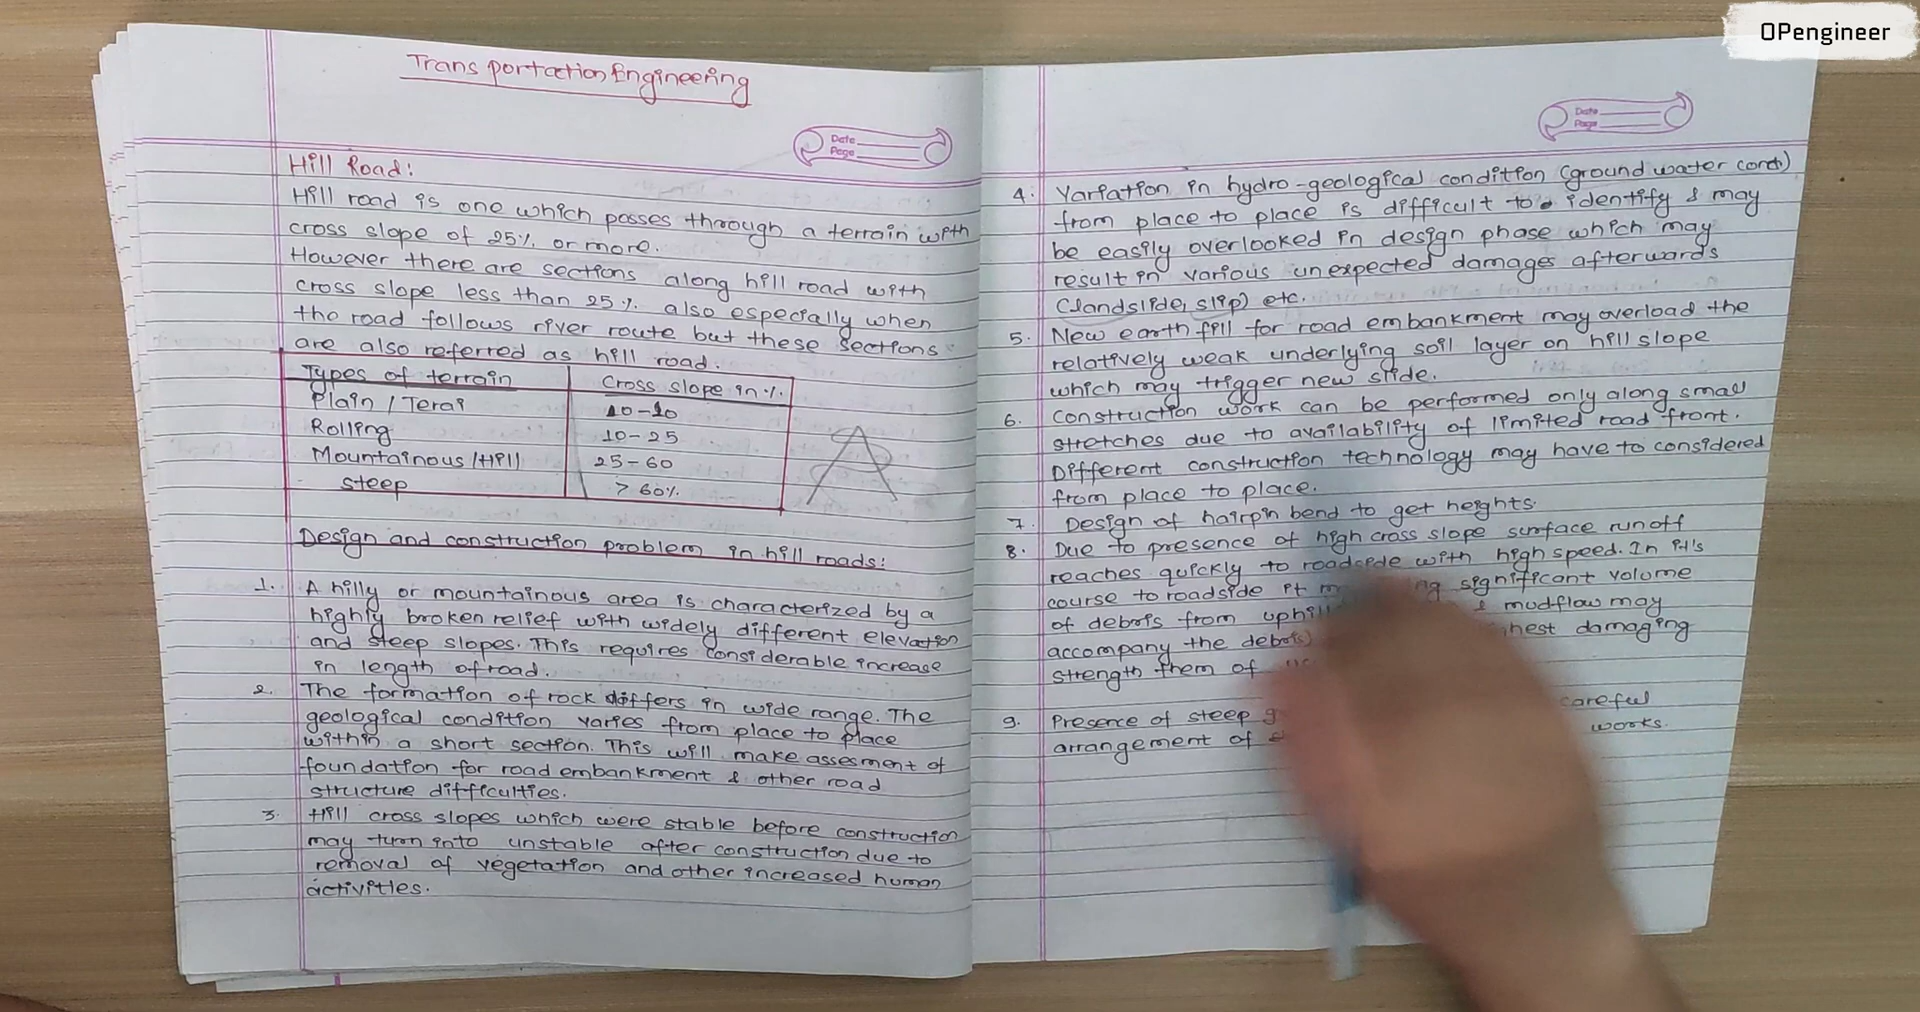 OPengineer
Transportation Engineering
Date
Page
Hill Road:
Hill road is one which passes through a terrain with
cross slope of 25% or more.
However there are sections along hill road with
cross slope less than 25% also especially when
the road follows river route but these sections
are also referred as hill road.
Types of terrain Cross slope in %.
Plain / Terai 10-10
Rolling 10-25
Mountainous / Hill 25-60
steep > 60%
Design and construction problem in hill roads:
1. A hilly or mountainous area is characterized by a
highly broken relief with widely different elevation
and steep slopes. This requires considerable increase
in length of road.
2. The formation of rock differs in wide range. The
geological condition varies from place to place
within a short section. This will make assesment of
foundation for road embankment & other road
structure difficulties.
3. Hill cross slopes which were stable before construction
may turn into unstable after construction due to
removal of vegetation and other increased human
activities.
Date
Page
4. Variation in hydro-geological condition (ground water cond)
from place to place is difficult to identify & may
be easily overlooked in design phase which may
result in various unexpected damages afterwards
(landslide, slip) etc.
5. New earth fill for road embankment may overload the
relatively weak underlying soil layer on hill slope
which may trigger new slide.
6. Construction work can be performed only along small
stretches due to availability of limited road front.
Different construction technology may have to considered
from place to place.
7. Design of hairpin bend to get heights.
8. Due to presence of high cross slope surface runoff
reaches quickly to roadside with high speed. In it's
course to roadside it significant volume
of debris from uphill & mudflow may
accompany the debris) damaging
strength them of
9. Presence of steep careful
arrangement of works.